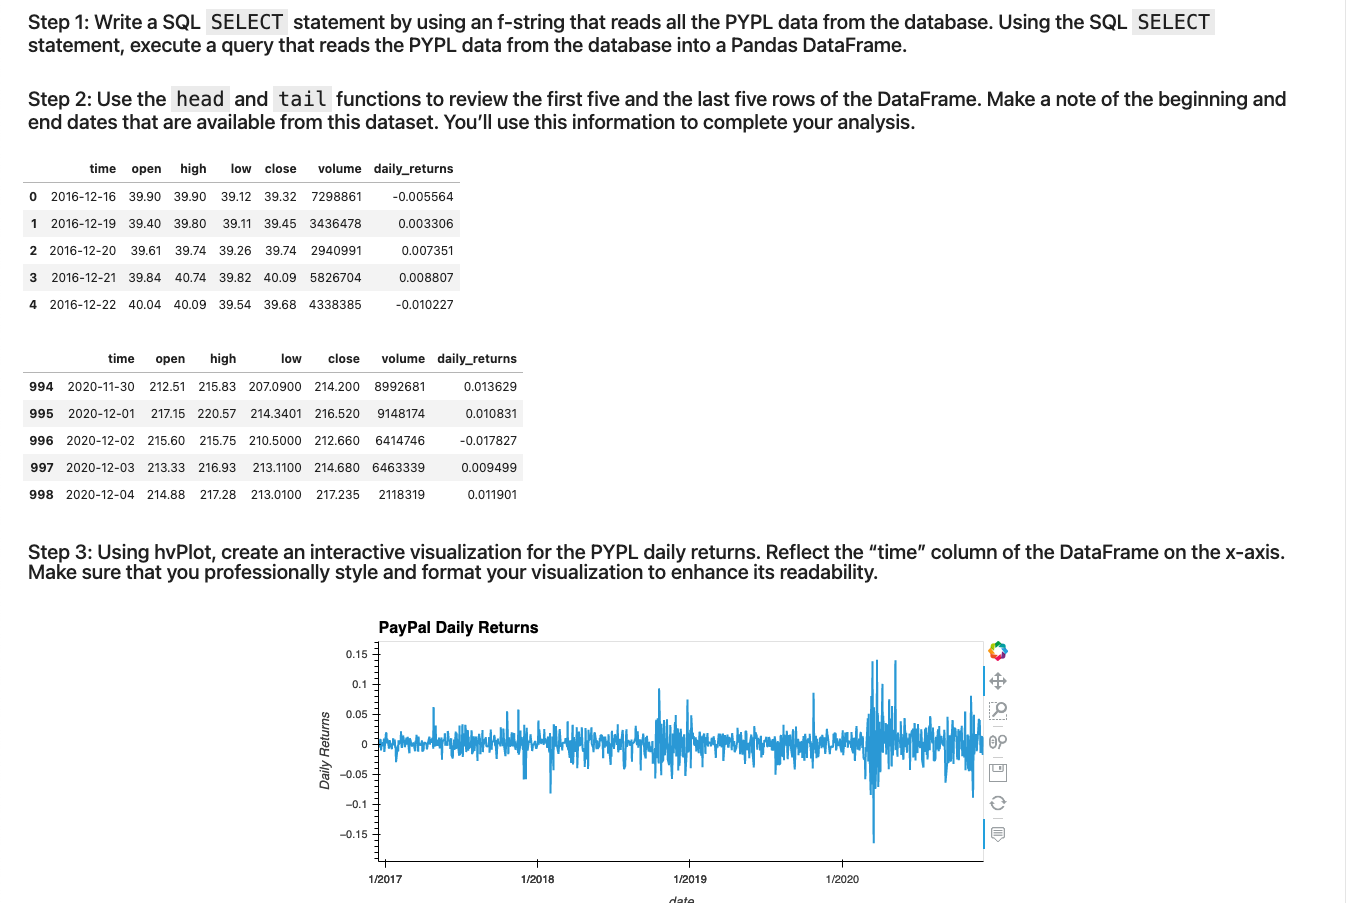 Step 1: Write a SQL SELECT statement by using an f-string that reads all the PYPL data from the database. Using the SQL SELECT
statement, execute a query that reads the PYPL data from the database into a Pandas DataFrame.
Step 2: Use the head and tail functions to review the first five and the last five rows of the DataFrame. Make a note of the beginning and
end dates that are available from this dataset. You’ll use this information to complete your analysis.
time open high low close volume daily_returns
0 2016-12-16 39.90 39.90 39.12 39.32 7298861 -0.005564
1 2016-12-19 39.40 39.80 39.11 39.45 3436478 0.003306
2 2016-12-20 39.61 39.74 39.26 39.74 2940991 0.007351
3 2016-12-21 39.84 40.74 39.82 40.09 5826704 0.008807
4 2016-12-22 40.04 40.09 39.54 39.68 4338385 -0.010227
time open high low close volume daily_returns
994 2020-11-30 212.51 215.83 207.0900 214.200 8992681 0.013629
995 2020-12-01 217.15 220.57 214.3401 216.520 9148174 0.010831
996 2020-12-02 215.60 215.75 210.5000 212.660 6414746 -0.017827
997 2020-12-03 213.33 216.93 213.1100 214.680 6463339 0.009499
998 2020-12-04 214.88 217.28 213.0100 217.235 2118319 0.011901
Step 3: Using hvPlot, create an interactive visualization for the PYPL daily returns. Reflect the “time” column of the DataFrame on the x-axis.
Make sure that you professionally style and format your visualization to enhance its readability.
PayPal Daily Returns
0.15
0.1
0.05
0
−0.05
−0.1
−0.15
Daily Returns
1/2017 1/2018 1/2019 1/2020
date